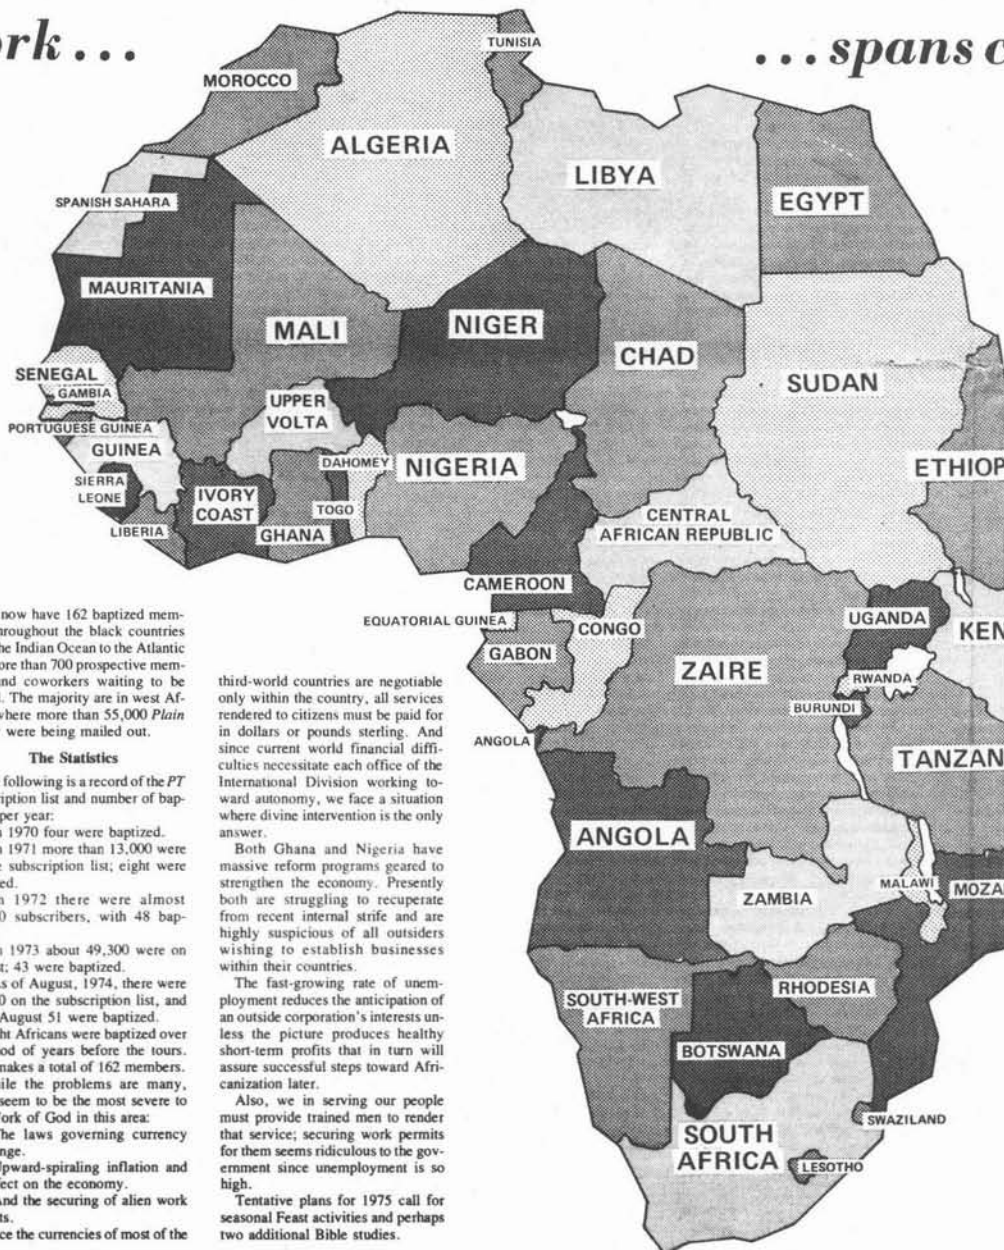 rk . . .
. . . spans c
TUNISIA
MOROCCO
ALGERIA
LIBYA
EGYPT
SPANISH SAHARA
MAURITANIA
MALI
NIGER
CHAD
SUDAN
SENEGAL
GAMBIA
UPPER
VOLTA
PORTUGUESE GUINEA
GUINEA
DAHOMEY
NIGERIA
ETHIOP
SIERRA
LEONE
IVORY
COAST
TOGO
LIBERIA
GHANA
CENTRAL
AFRICAN REPUBLIC
CAMEROON
EQUATORIAL GUINEA
CONGO
UGANDA
KEN
GABON
ZAIRE
RWANDA
BURUNDI
ANGOLA
TANZAN
ANGOLA
ZAMBIA
MALAWI
MOZA
SOUTH-WEST
AFRICA
RHODESIA
BOTSWANA
SWAZILAND
SOUTH
AFRICA
LESOTHO
now have 162 baptized mem-
roughout the black countries
he Indian Ocean to the Atlantic
ore than 700 prospective mem-
nd coworkers waiting to be
. The majority are in west Af-
where more than 55,000 Plain
were being mailed out.
The Statistics
following is a record of the PT
iption list and number of bap-
per year:
1970 four were baptized.
1971 more than 13,000 were
subscription list; eight were
ed.
1972 there were almost
0 subscribers, with 48 bap-
1973 about 49,300 were on
t; 43 were baptized.
s of August, 1974, there were
0 on the subscription list, and
August 51 were baptized.
ht Africans were baptized over
od of years before the tours.
makes a total of 162 members.
ile the problems are many,
seem to be the most severe to
ork of God in this area:
he laws governing currency
nge.
pward-spiraling inflation and
fect on the economy.
nd the securing of alien work
ts.
ce the currencies of most of the
third-world countries are negotiable
only within the country, all services
rendered to citizens must be paid for
in dollars or pounds sterling. And
since current world financial diffi-
culties necessitate each office of the
International Division working to-
ward autonomy, we face a situation
where divine intervention is the only
answer.
Both Ghana and Nigeria have
massive reform programs geared to
strengthen the economy. Presently
both are struggling to recuperate
from recent internal strife and are
highly suspicious of all outsiders
wishing to establish businesses
within their countries.
The fast-growing rate of unem-
ployment reduces the anticipation of
an outside corporation's interests un-
less the picture produces healthy
short-term profits that in turn will
assure successful steps toward Afri-
canization later.
Also, we in serving our people
must provide trained men to render
that service; securing work permits
for them seems ridiculous to the gov-
ernment since unemployment is so
high.
Tentative plans for 1975 call for
seasonal Feast activities and perhaps
two additional Bible studies.